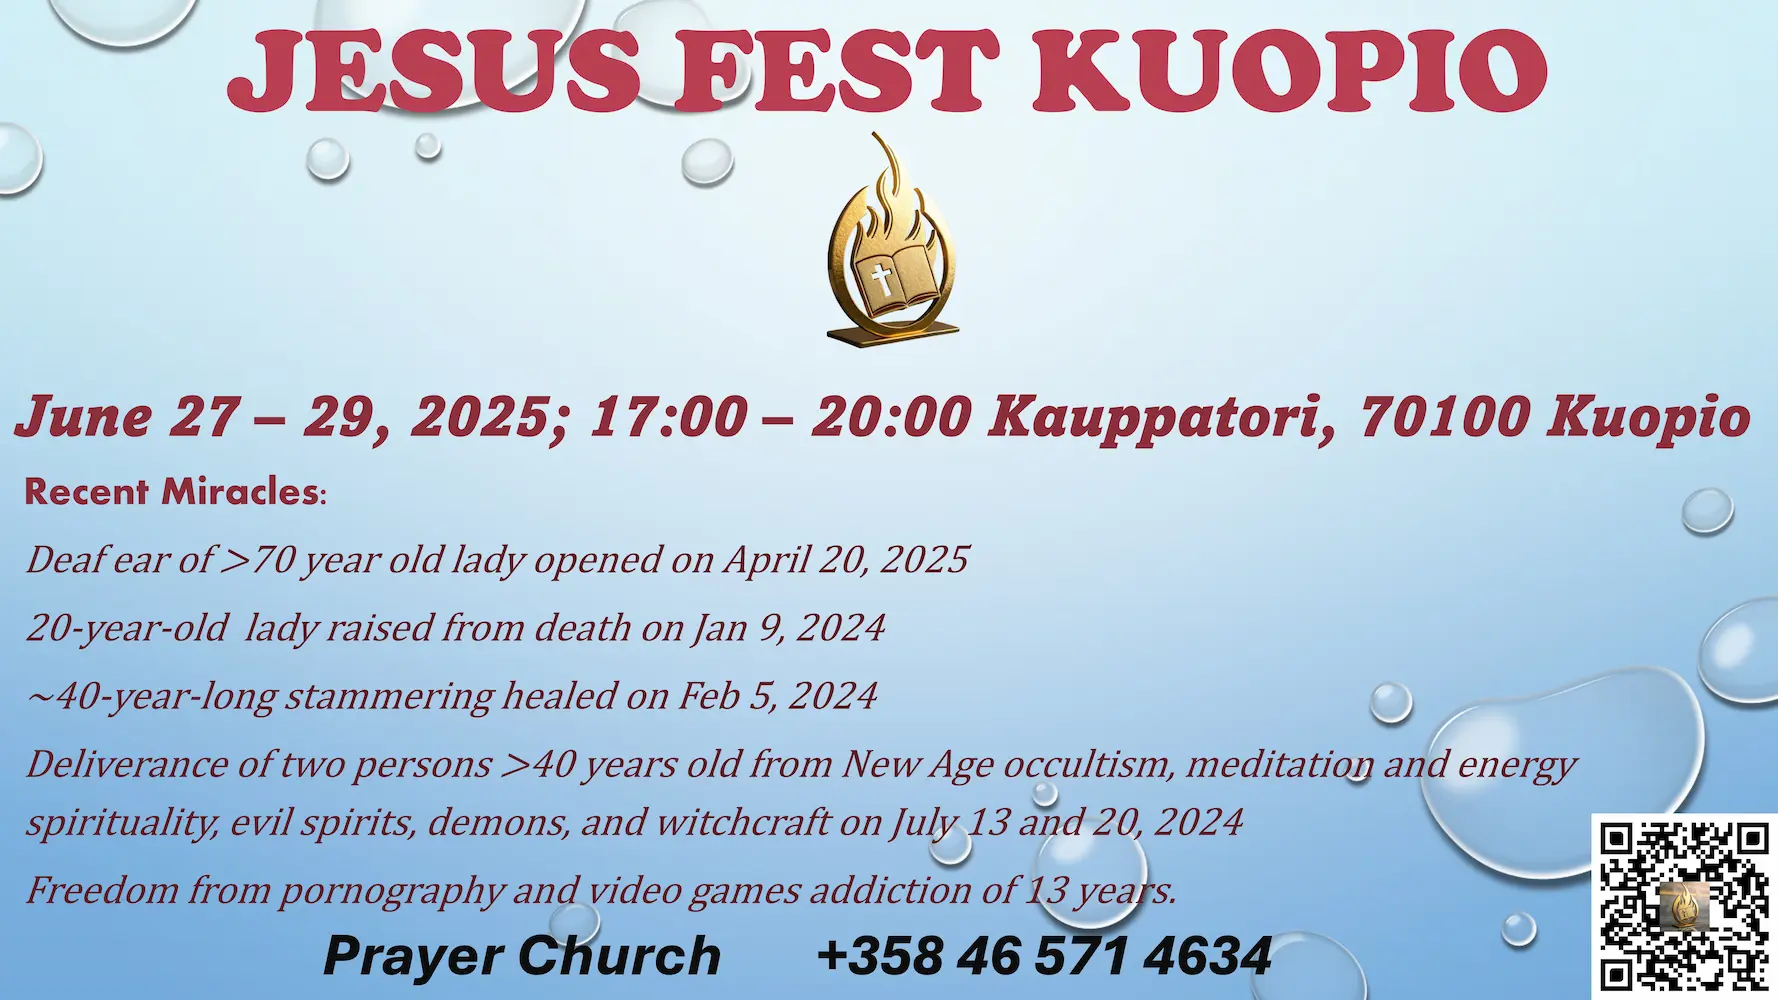 JESUS FEST KUOPIO
June 27 – 29, 2025; 17:00 – 20:00 Kauppatori, 70100 Kuopio
Recent Miracles:
Deaf ear of >70 year old lady opened on April 20, 2025
20-year-old  lady raised from death on Jan 9, 2024
~40-year-long stammering healed on Feb 5, 2024
Deliverance of two persons >40 years old from New Age occultism, meditation and energy
spirituality, evil spirits, demons, and witchcraft on July 13 and 20, 2024
Freedom from pornography and video games addiction of 13 years.
Prayer Church +358 46 571 4634